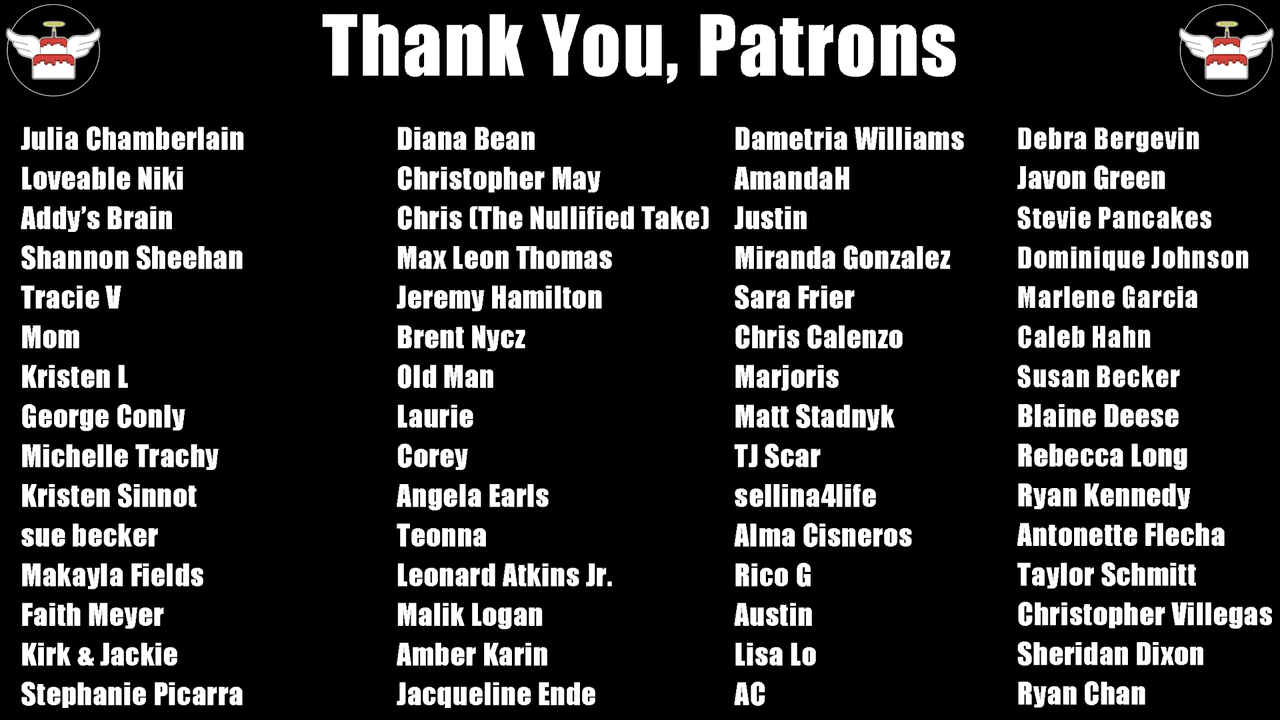 Thank You, Patrons
Julia Chamberlain
Loveable Niki
Addy's Brain
Shannon Sheehan
Tracie V
Mom
Kristen L
George Conly
Michelle Trachy
Kristen Sinnot
sue becker
Makayla Fields
Faith Meyer
Kirk & Jackie
Stephanie Picarra
Diana Bean
Christopher May
Chris (The Nullified Take)
Max Leon Thomas
Jeremy Hamilton
Brent Nycz
Old Man
Laurie
Corey
Angela Earls
Teonna
Leonard Atkins Jr.
Malik Logan
Amber Karin
Jacqueline Ende
Dametria Williams
AmandaH
Justin
Miranda Gonzalez
Sara Frier
Chris Calenzo
Marjoris
Matt Stadnyk
TJ Scar
sellina4life
Alma Cisneros
Rico G
Austin
Lisa Lo
AC
Debra Bergevin
Javon Green
Stevie Pancakes
Dominique Johnson
Marlene Garcia
Caleb Hahn
Susan Becker
Blaine Deese
Rebecca Long
Ryan Kennedy
Antonette Flecha
Taylor Schmitt
Christopher Villegas
Sheridan Dixon
Ryan Chan